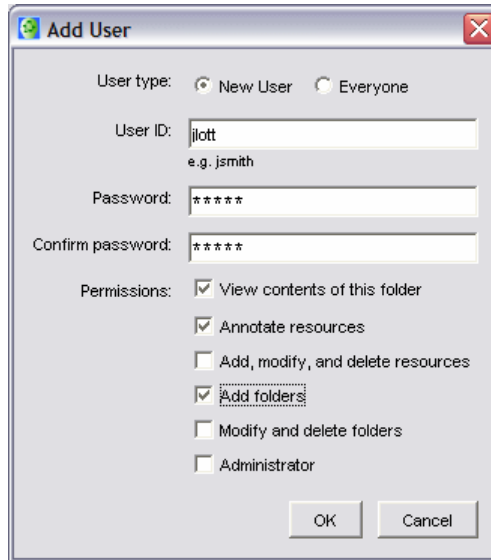 Add User
User type: New User Everyone
User ID: jlott
e.g. jsmith
Password: *****
Confirm password: *****
Permissions: View contents of this folder
Annotate resources
Add, modify, and delete resources
Add folders
Modify and delete folders
Administrator
OK Cancel